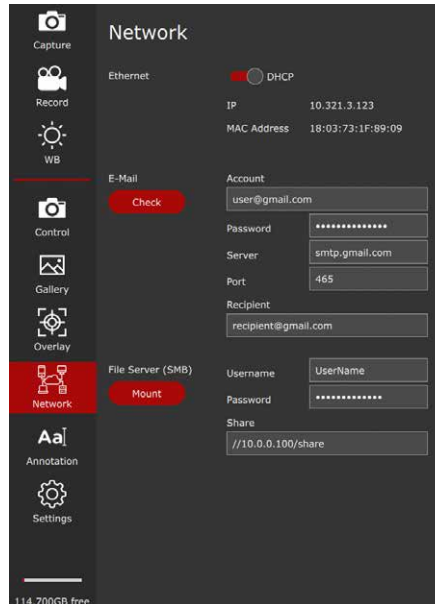 Capture
Record
WB
Control
Gallery
Overlay
Network
Aa
Annotation
Settings
114.700GB free
Network
Ethernet
DHCP
IP 10.321.3.123
MAC Address 18:03:73:1F:89:09
E-Mail
Check
Account
user@gmail.com
Password ••••••••••••••
Server smtp.gmail.com
Port 465
Recipient
recipient@gmail.com
File Server (SMB)
Mount
Username UserName
Password •••••••••••••
Share
//10.0.0.100/share